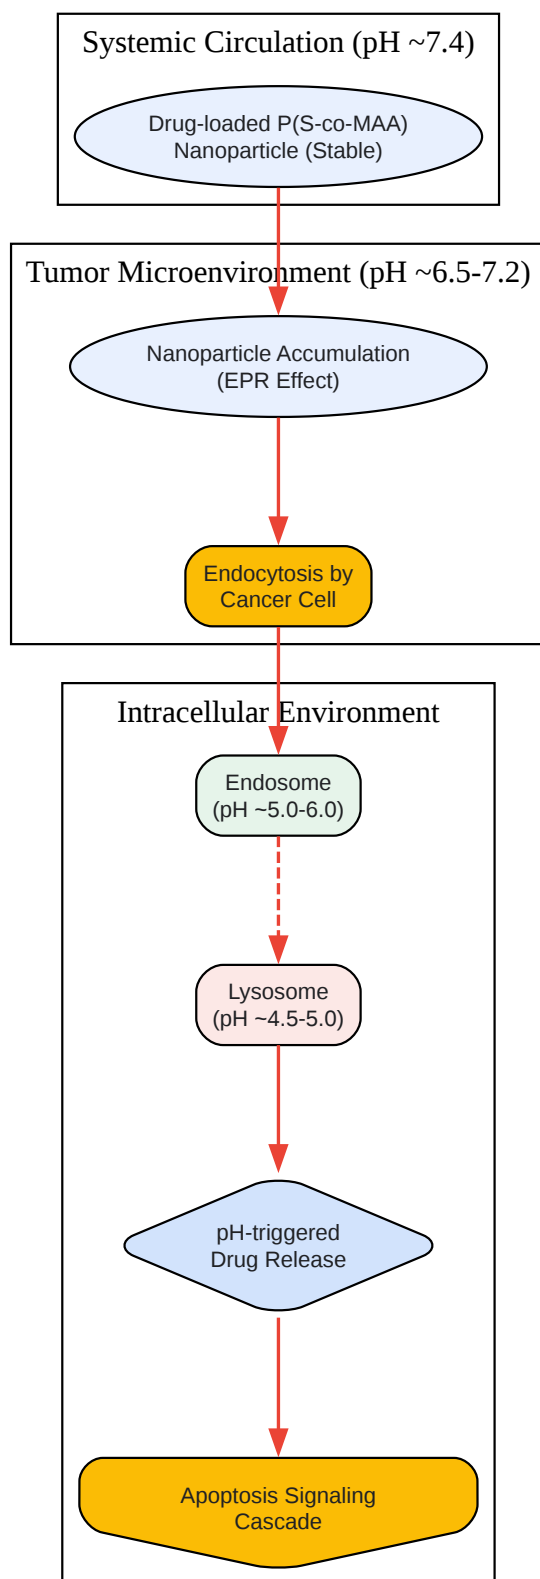 Systemic Circulation (pH ~7.4)
Drug-loaded P(S-co-MAA)
Nanoparticle (Stable)
Tumor Microenvironment (pH ~6.5-7.2)
Nanoparticle Accumulation
(EPR Effect)
Endocytosis by
Cancer Cell
Intracellular Environment
Endosome
(pH ~5.0-6.0)
Lysosome
(pH ~4.5-5.0)
pH-triggered
Drug Release
Apoptosis Signaling
Cascade